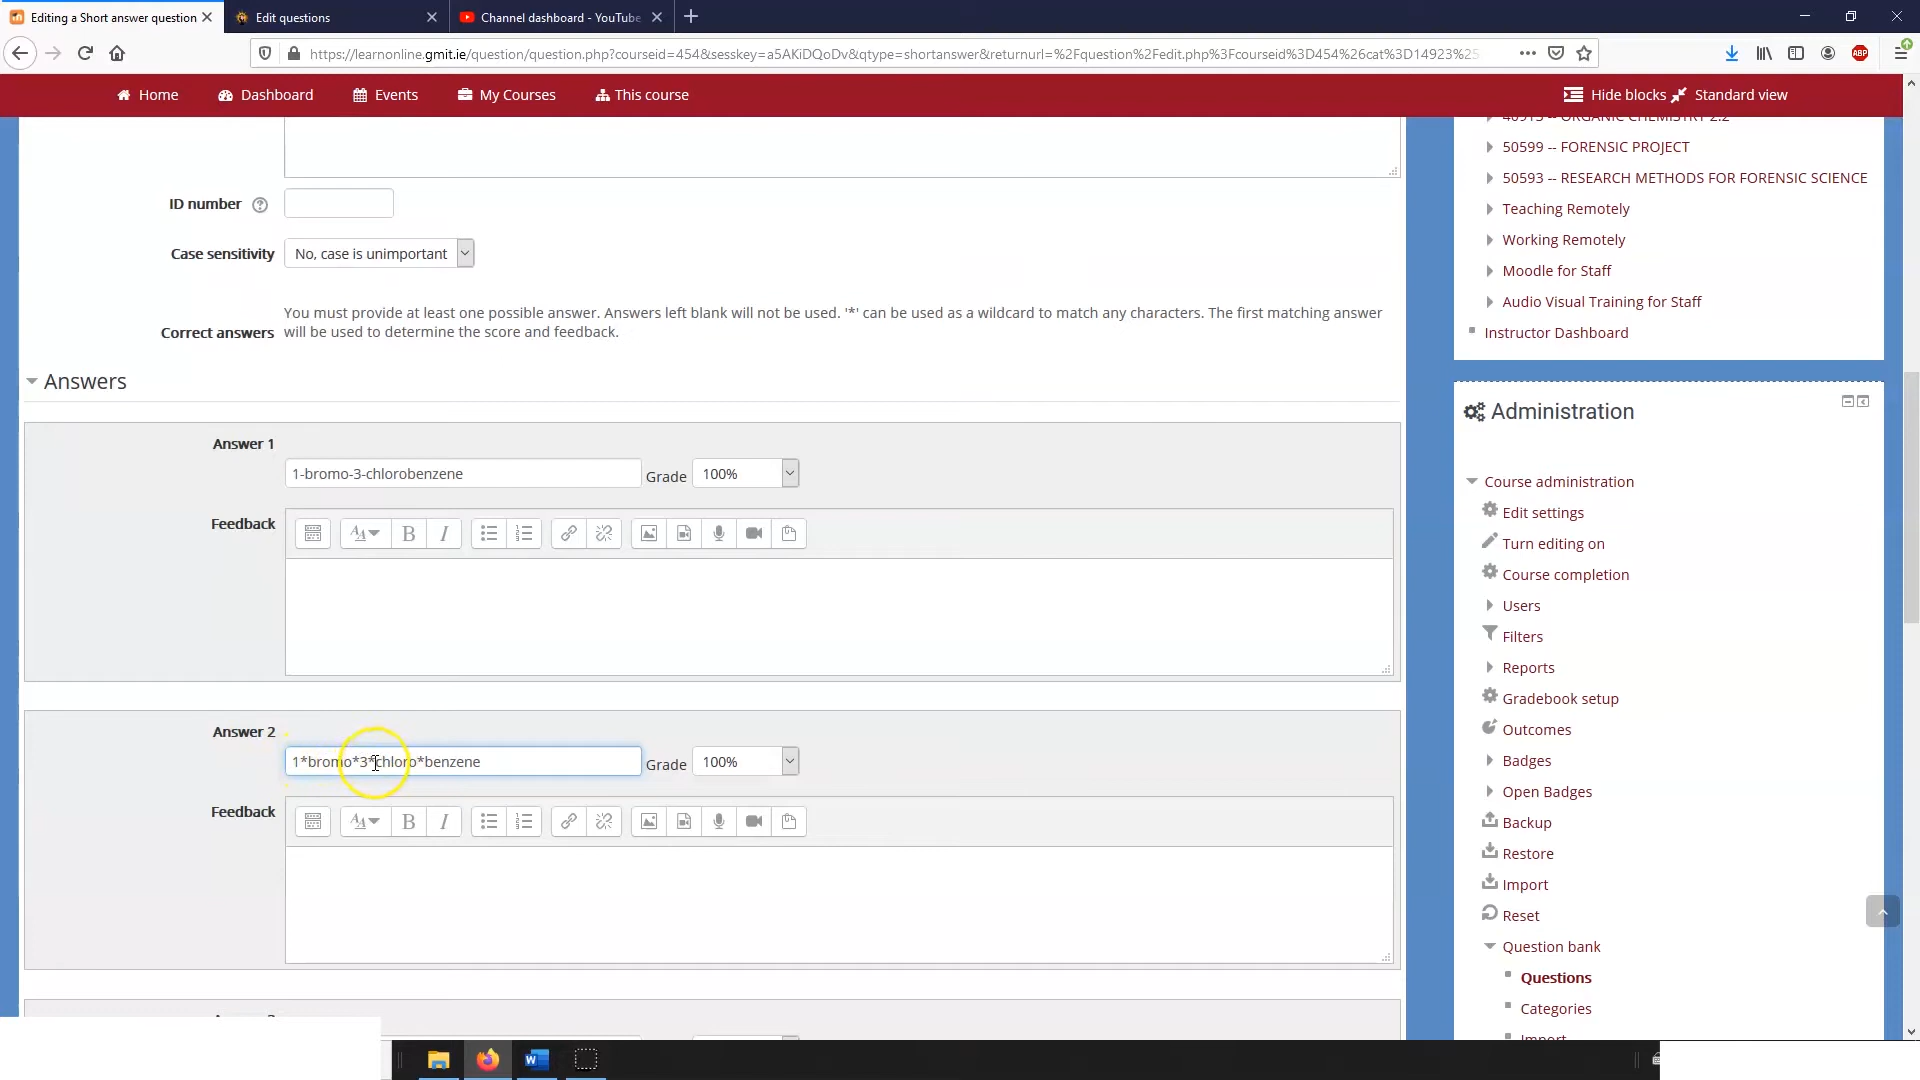 Editing a Short answer question
Edit questions
Channel dashboard - YouTube
https://learnonline.gmit.ie/question/question.php?courseid=454&sesskey=a5AKiDQoDv&qtype=shortanswer&returnurl=%2Fquestion%2Fedit.php%3Fcourseid%3D454%26cat%3D14923%25
ABP
Home
Dashboard
Events
My Courses
This course
Hide blocks
Standard view
40915 -- ORGANIC CHEMISTRY 2.2
50599 -- FORENSIC PROJECT
ID number
50593 -- RESEARCH METHODS FOR FORENSIC SCIENCE
Teaching Remotely
Working Remotely
Case sensitivity No, case is unimportant
Moodle for Staff
Audio Visual Training for Staff
Correct answers
You must provide at least one possible answer. Answers left blank will not be used. '*' can be used as a wildcard to match any characters. The first matching answer
will be used to determine the score and feedback.
Instructor Dashboard
Answers
Administration
Answer 1
1-bromo-3-chlorobenzene Grade 100%
Course administration
Edit settings
Feedback
Turn editing on
Course completion
Users
Filters
Reports
Gradebook setup
Answer 2
Outcomes
1*bromo*3*chloro*benzene Grade 100%
Badges
Open Badges
Feedback
Backup
Restore
Import
Reset
Question bank
Questions
Categories
Import